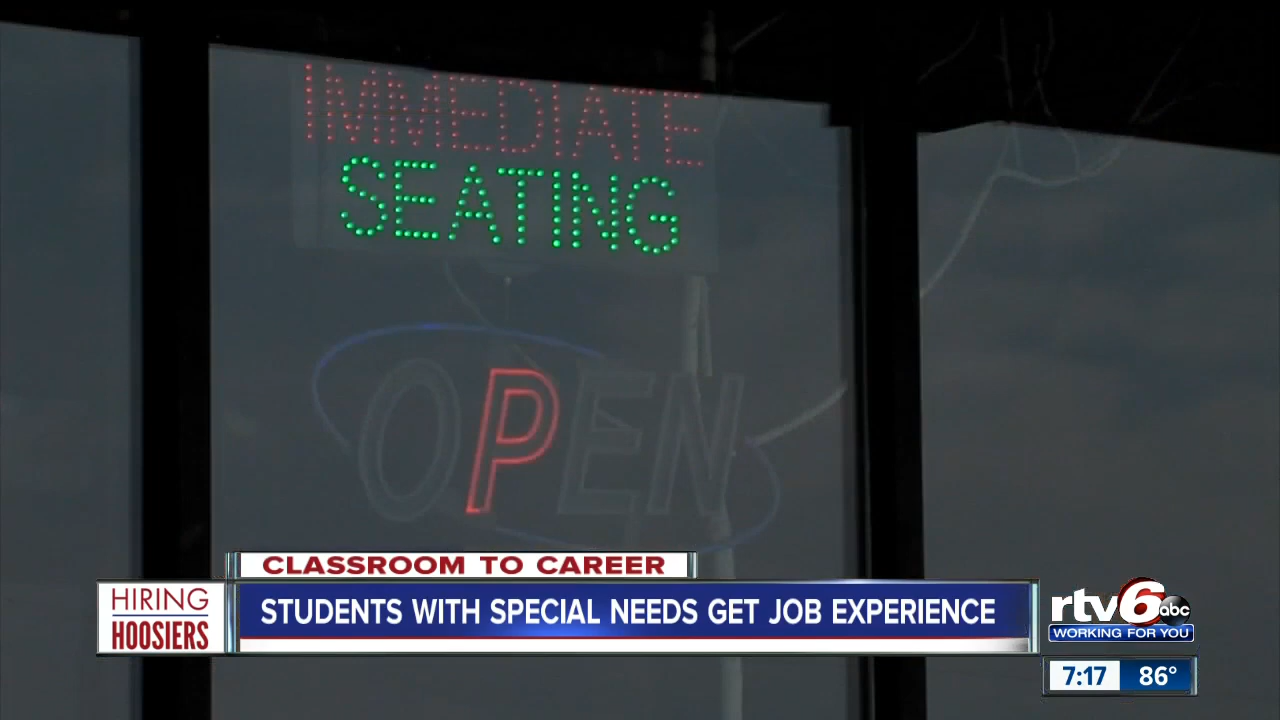 IMMEDIATE
SEATING
OPEN
CLASSROOM TO CAREER
HIRING
HOOSIERS
STUDENTS WITH SPECIAL NEEDS GET JOB EXPERIENCE
rtv6 abc
WORKING FOR YOU
7:17 86°